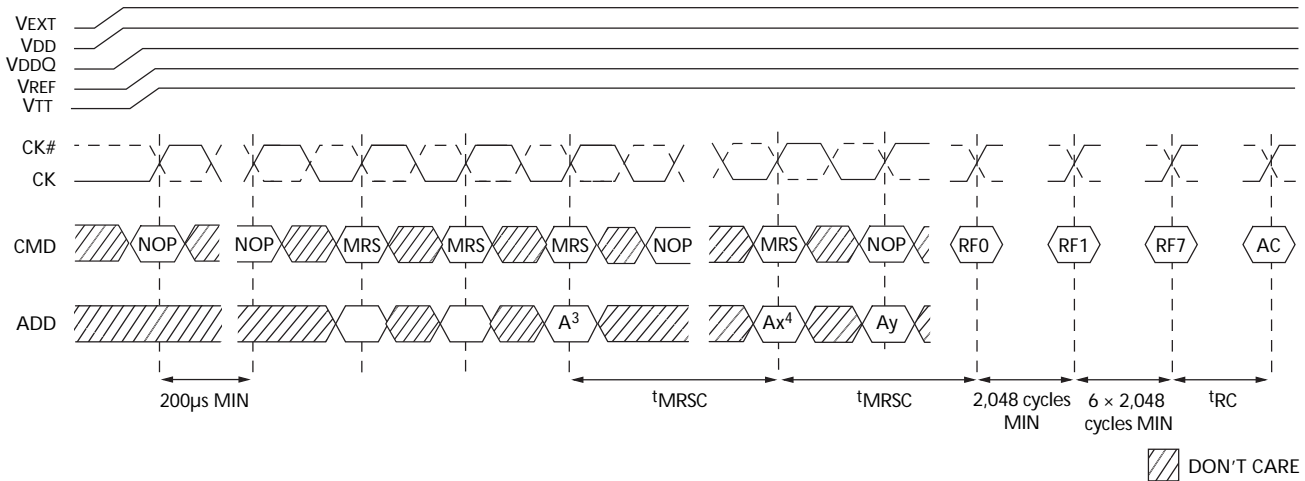 VEXT
VDD
VDDQ
VREF
VTT
CK#
CK
CMD NOP NOP MRS MRS MRS NOP MRS NOP RF0 RF1 RF7 AC
ADD A³ Ax⁴ Ay
200µs MIN tMRSC tMRSC 2,048 cycles MIN 6 × 2,048 cycles MIN tRC
DON'T CARE